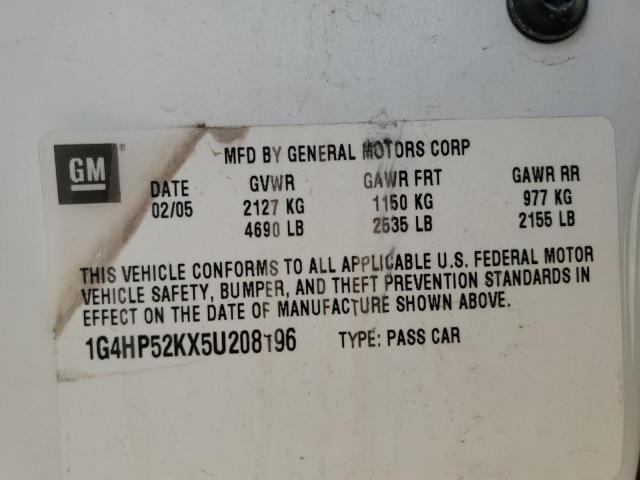 GM
MFD BY GENERAL MOTORS CORP
DATE GVWR GAWR FRT GAWR RR
02/05 2127 KG 1150 KG 977 KG
4690 LB 2535 LB 2155 LB
THIS VEHICLE CONFORMS TO ALL APPLICABLE U.S. FEDERAL MOTOR
VEHICLE SAFETY, BUMPER, AND THEFT PREVENTION STANDARDS IN
EFFECT ON THE DATE OF MANUFACTURE SHOWN ABOVE.
1G4HP52KX5U208196 TYPE: PASS CAR